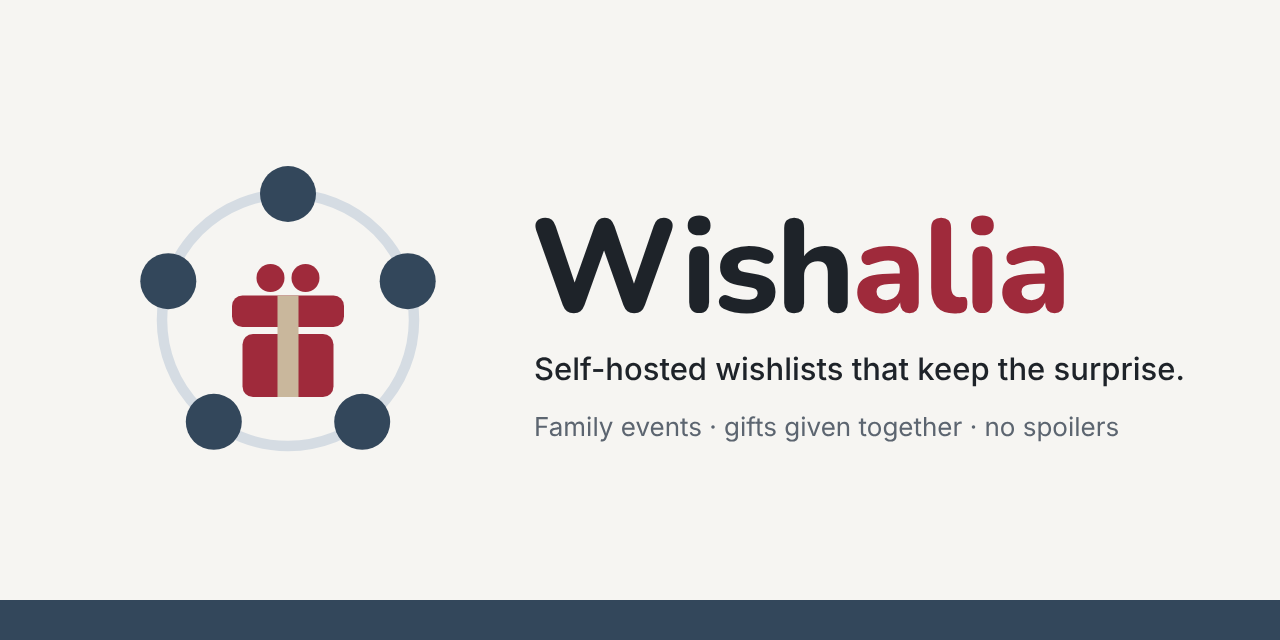 Wishalia
Self-hosted wishlists that keep the surprise.
Family events · gifts given together · no spoilers